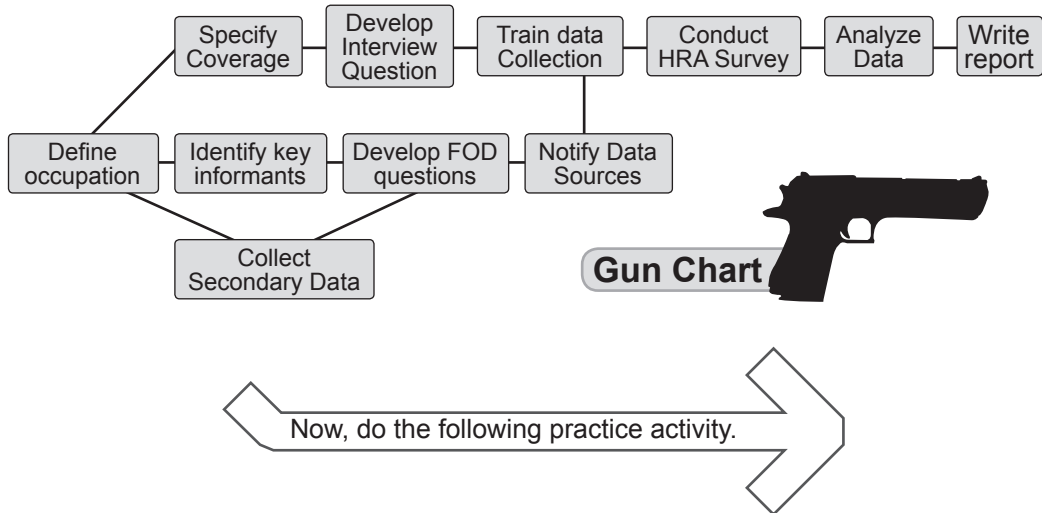 Specify
Coverage
Develop
Interview
Question
Train data
Collection
Conduct
HRA Survey
Analyze
Data
Write
report
Define
occupation
Identify key
informants
Develop FOD
questions
Notify Data
Sources
Collect
Secondary Data
Gun Chart
Now, do the following practice activity.